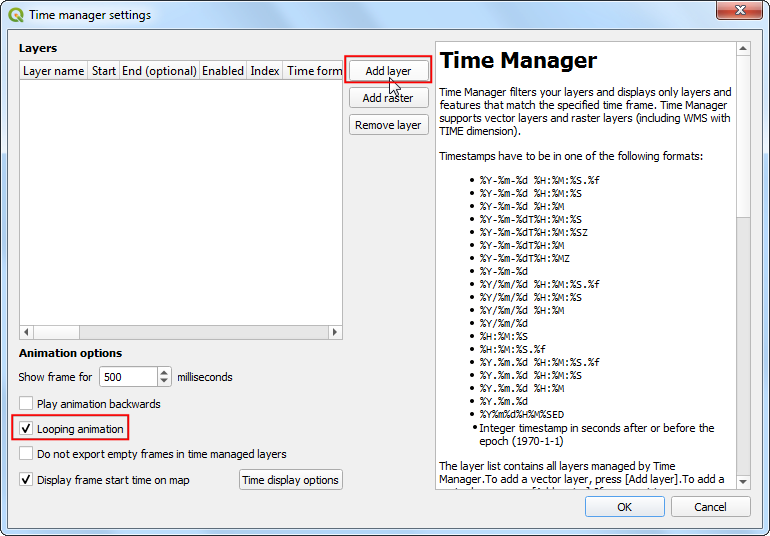 Time manager settings
Layers
Layer name Start End (optional) Enabled Index Time form
Add layer
Add raster
Remove layer
Animation options
Show frame for 500 milliseconds
Play animation backwards
Looping animation
Do not export empty frames in time managed layers
Display frame start time on map
Time display options
Time Manager
Time Manager filters your layers and displays only layers and
features that match the specified time frame. Time Manager
supports vector layers and raster layers (including WMS with
TIME dimension).
Timestamps have to be in one of the following formats:
%Y-%m-%d %H:%M:%S.%f
%Y-%m-%d %H:%M:%S
%Y-%m-%d %H:%M
%Y-%m-%dT%H:%M:%S
%Y-%m-%dT%H:%M:%SZ
%Y-%m-%dT%H:%M
%Y-%m-%dT%H:%MZ
%Y-%m-%d
%Y/%m/%d %H:%M:%S.%f
%Y/%m/%d %H:%M:%S
%Y/%m/%d %H:%M
%Y/%m/%d
%H:%M:%S
%H:%M:%S.%f
%Y.%m.%d %H:%M:%S.%f
%Y.%m.%d %H:%M:%S
%Y.%m.%d %H:%M
%Y.%m.%d
%Y%m%d%H%M%SED
Integer timestamp in seconds after or before the
epoch (1970-1-1)
The layer list contains all layers managed by Time
Manager.To add a vector layer, press [Add layer].To add a
OK
Cancel